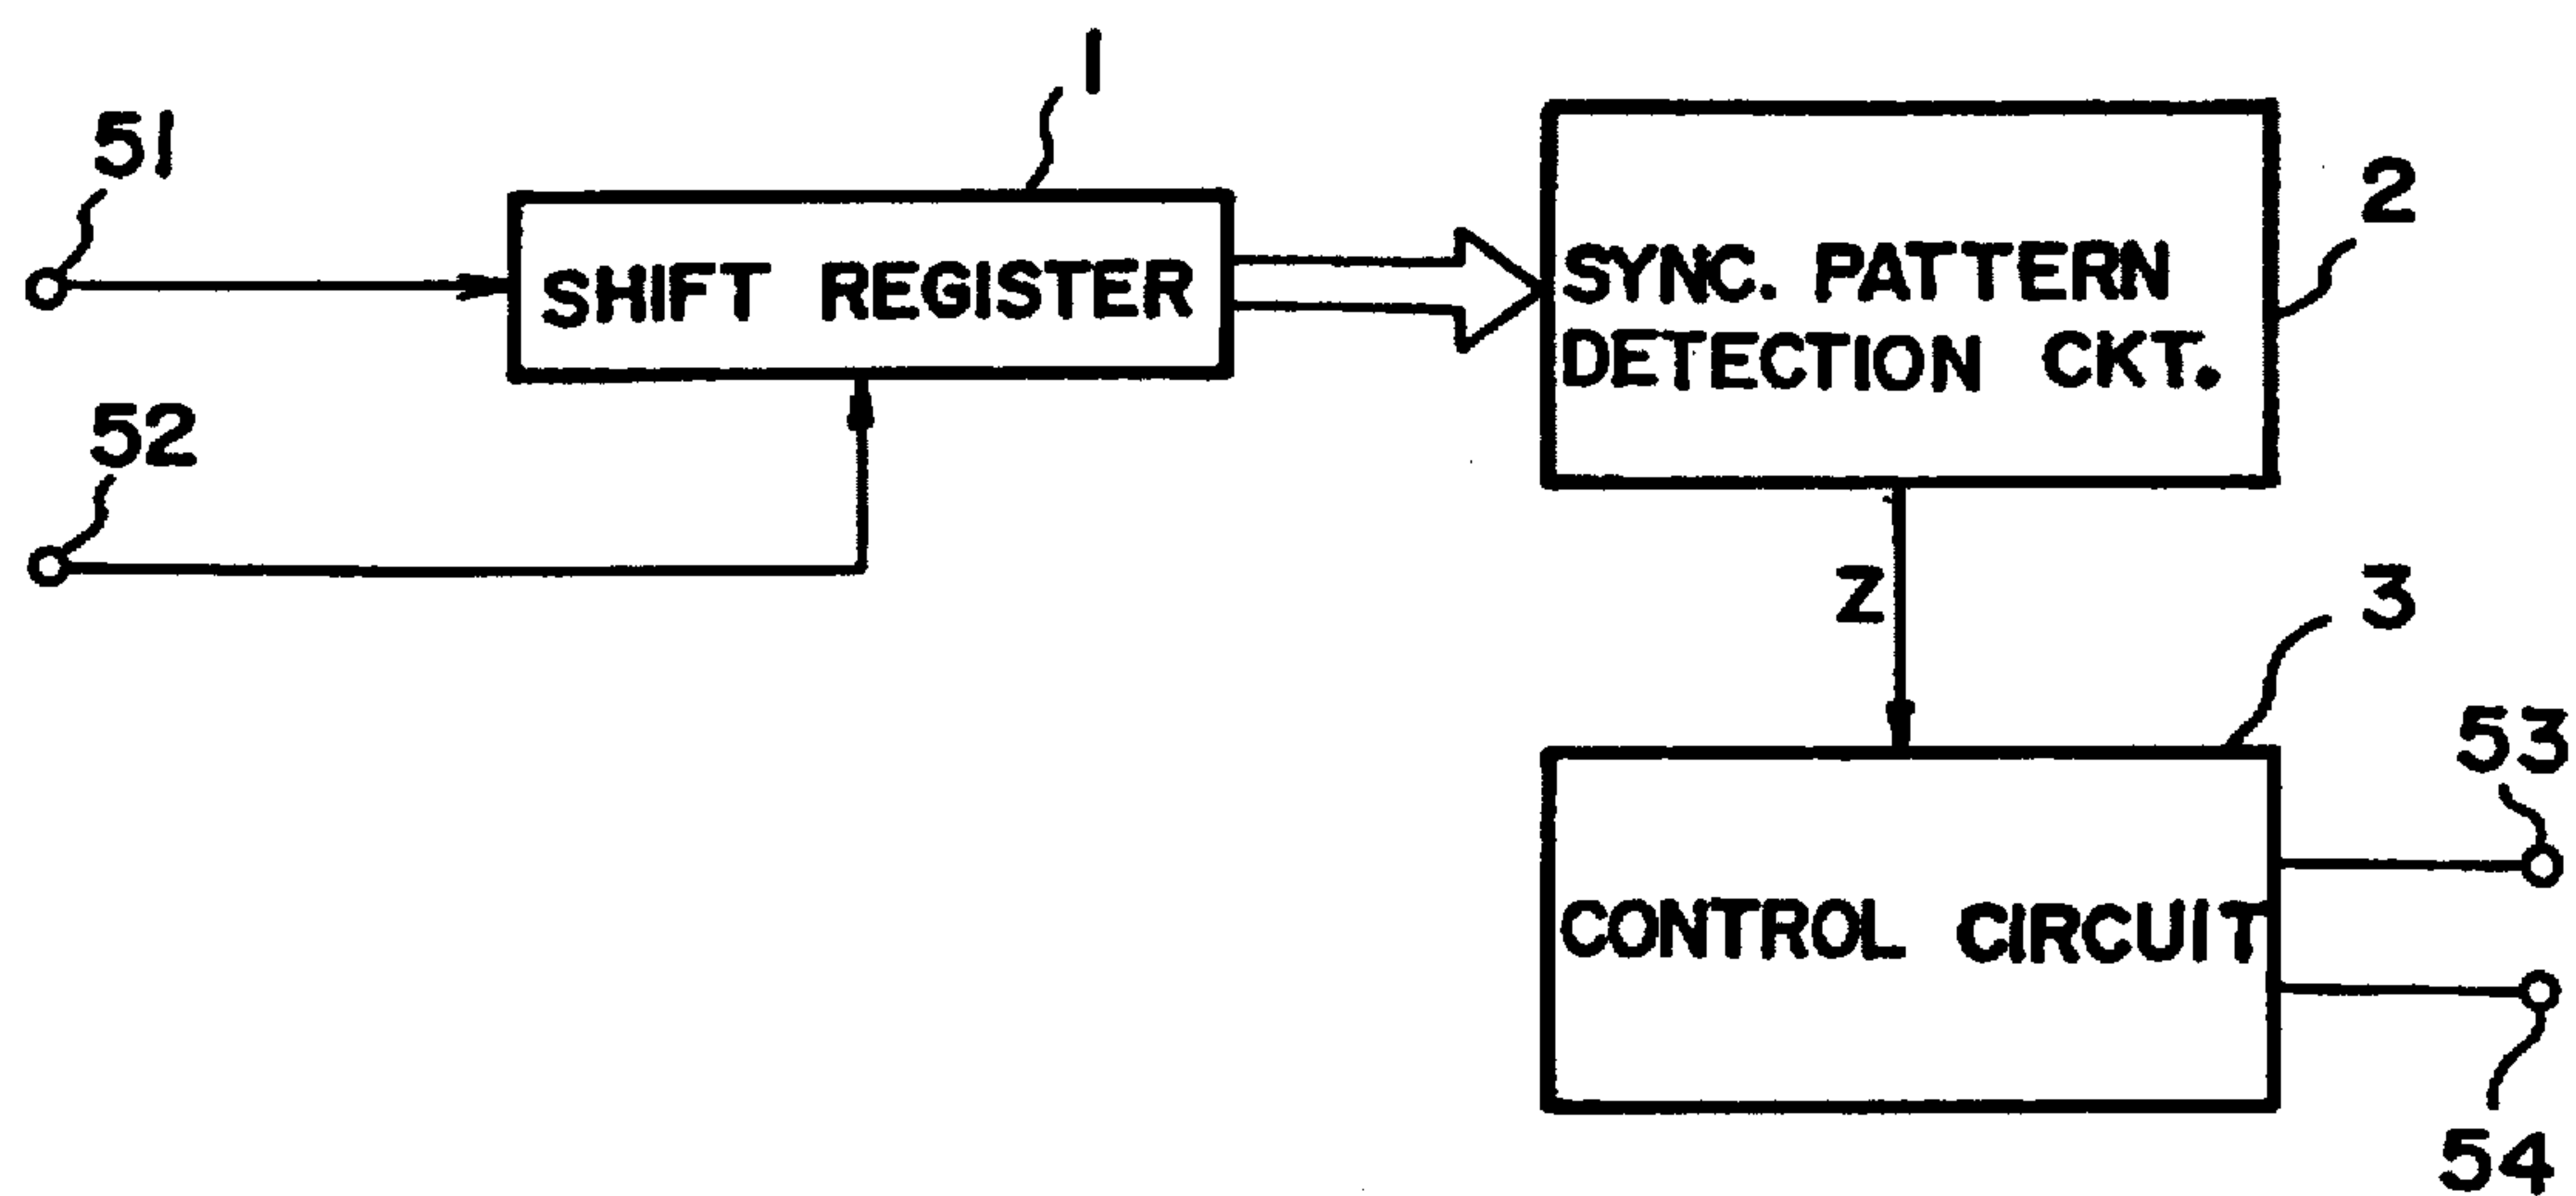 1
51
SHIFT REGISTER
2
SYNC. PATTERN
DETECTION CKT.
52
Z
3
53
CONTROL CIRCUIT
54